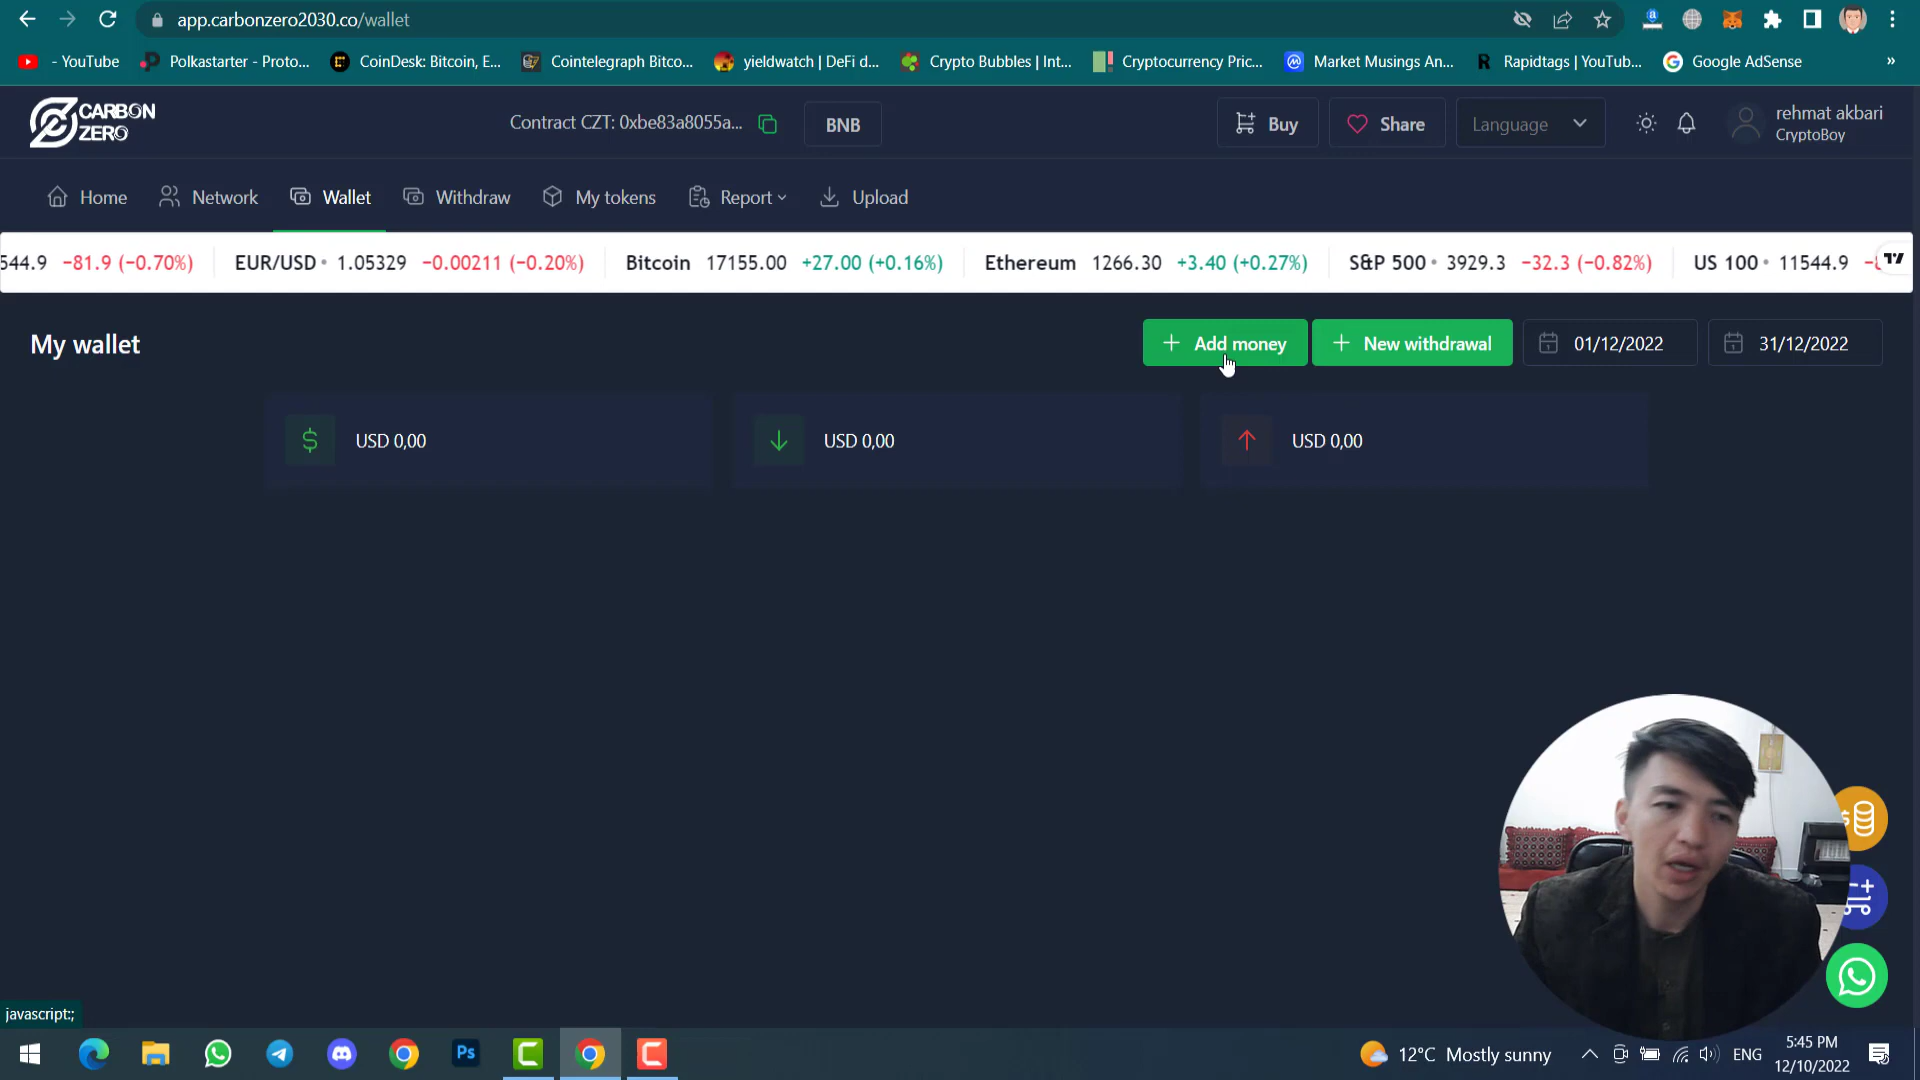 app.carbonzero2030.co/wallet
- YouTube
Polkastarter - Proto...
CoinDesk: Bitcoin, E...
Cointelegraph Bitco...
yieldwatch | DeFi d...
Crypto Bubbles | Int...
Cryptocurrency Pric...
Market Musings An...
Rapidtags | YouTub...
Google AdSense
»
CARBON
ZERO
Contract CZT: 0xbe83a8055a...
BNB
Buy
Share
Language
rehmat akbari
CryptoBoy
Home
Network
Wallet
Withdraw
My tokens
Report
Upload
544.9 −81.9 (−0.70%) EUR/USD • 1.05329 −0.00211 (−0.20%) Bitcoin 17155.00 +27.00 (+0.16%) Ethereum 1266.30 +3.40 (+0.27%) S&P 500 • 3929.3 −32.3 (−0.82%) US 100 • 11544.9
My wallet
+ Add money
+ New withdrawal
01/12/2022
31/12/2022
USD 0,00
USD 0,00
USD 0,00
javascript:;
Ps
12°C Mostly sunny
ENG
5:45 PM
12/10/2022